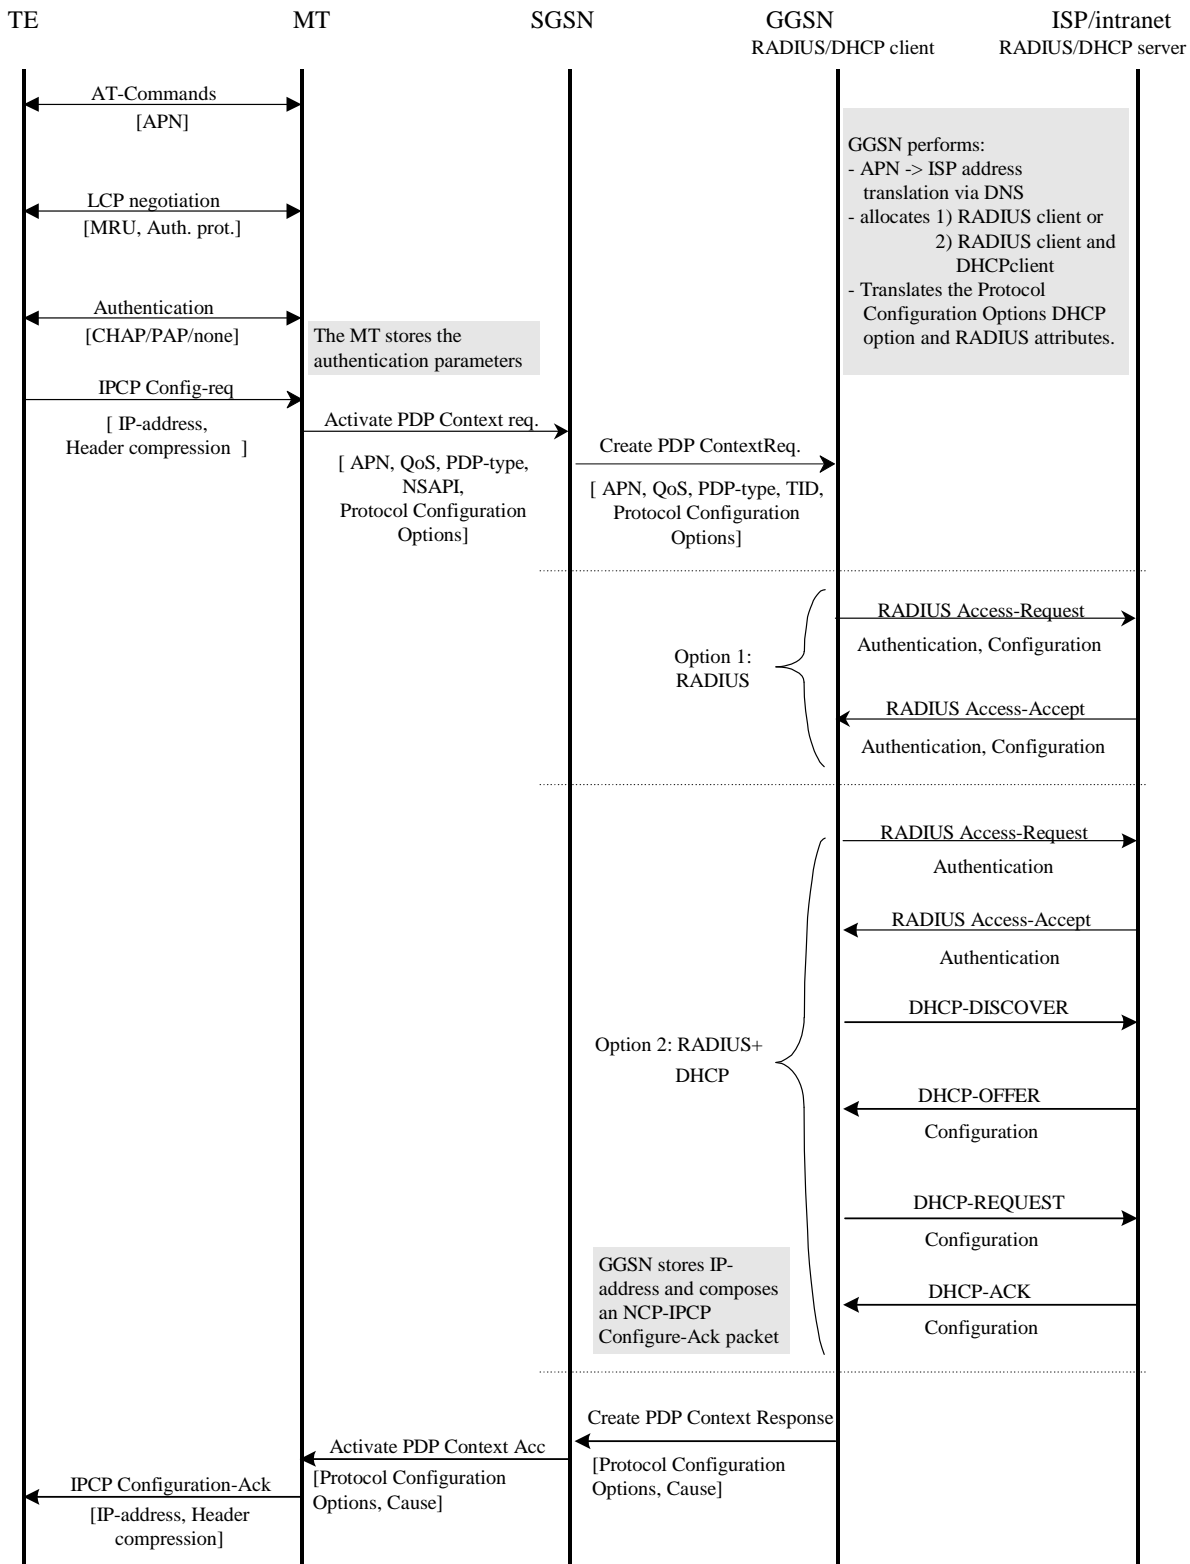 TE MT SGSN GGSN ISP/intranet
RADIUS/DHCP client RADIUS/DHCP server
AT-Commands
[APN]
GGSN performs:
- APN -> ISP address
translation via DNS
- allocates 1) RADIUS client or
2) RADIUS client and
DHCPclient
- Translates the Protocol
Configuration Options DHCP
option and RADIUS attributes.
LCP negotiation
[MRU, Auth. prot.]
Authentication
[CHAP/PAP/none]
The MT stores the
authentication parameters
IPCP Config-req
[ IP-address,
Header compression ]
Activate PDP Context req.
[ APN, QoS, PDP-type,
NSAPI,
Protocol Configuration
Options]
Create PDP ContextReq.
[ APN, QoS, PDP-type, TID,
Protocol Configuration
Options]
RADIUS Access-Request
Authentication, Configuration
Option 1:
RADIUS
RADIUS Access-Accept
Authentication, Configuration
RADIUS Access-Request
Authentication
RADIUS Access-Accept
Authentication
DHCP-DISCOVER
Option 2: RADIUS+
DHCP
DHCP-OFFER
Configuration
DHCP-REQUEST
Configuration
GGSN stores IP-
address and composes
an NCP-IPCP
Configure-Ack packet
DHCP-ACK
Configuration
Create PDP Context Response
[Protocol Configuration
Options, Cause]
Activate PDP Context Acc
[Protocol Configuration
Options, Cause]
IPCP Configuration-Ack
[IP-address, Header
compression]